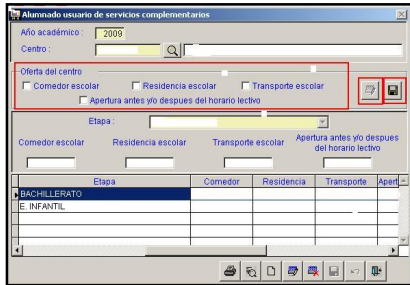 Alumnado usuario de servicios complementarios
Año académico : 2009
Centro :
Oferta del centro
Comedor escolar Residencia escolar Transporte escolar
Apertura antes y/o despues del horario lectivo
Etapa :
Comedor escolar Residencia escolar Transporte escolar Apertura antes y/o despues
del horario lectivo
Etapa Comedor Residencia Transporte Apert
BACHILLERATO
E. INFANTIL